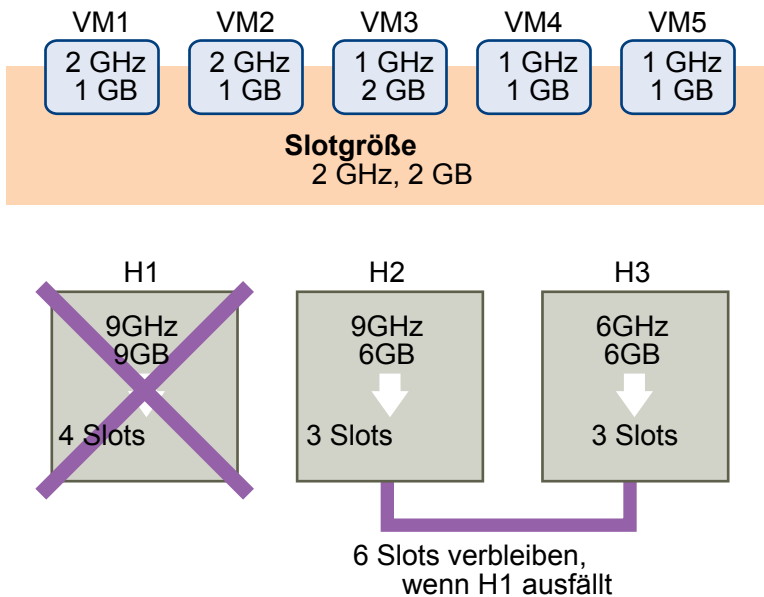 VM1 VM2 VM3 VM4 VM5
2 GHz 2 GHz 1 GHz 1 GHz 1 GHz
1 GB 1 GB 2 GB 1 GB 1 GB
Slotgröße
2 GHz, 2 GB
H1 H2 H3
9GHz 9GHz 6GHz
9GB 6GB 6GB
4 Slots 3 Slots 3 Slots
6 Slots verbleiben,
wenn H1 ausfällt